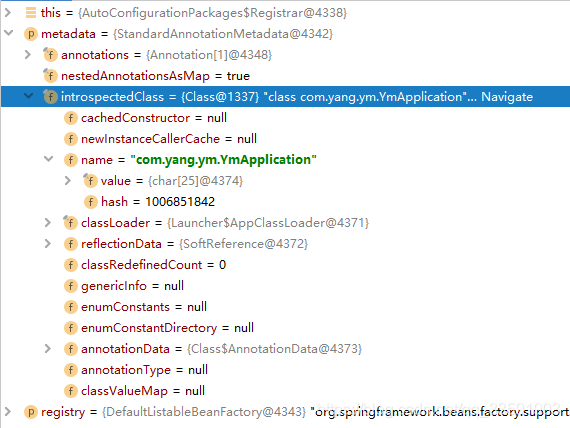 this = {AutoConfigurationPackages$Registrar@4338}
p metadata = {StandardAnnotationMetadata@4342}
f annotations = {Annotation[1]@4348}
f nestedAnnotationsAsMap = true
f introspectedClass = {Class@1337} "class com.yang.ym.YmApplication"... Navigate
f cachedConstructor = null
f newInstanceCallerCache = null
f name = "com.yang.ym.YmApplication"
f value = {char[25]@4374}
f hash = 1006851842
f classLoader = {Launcher$AppClassLoader@4371}
f reflectionData = {SoftReference@4372}
f classRedefinedCount = 0
f genericInfo = null
f enumConstants = null
f enumConstantDirectory = null
f annotationData = {Class$AnnotationData@4373}
f annotationType = null
f classValueMap = null
p registry = {DefaultListableBeanFactory@4343} "org.springframework.beans.factory.support